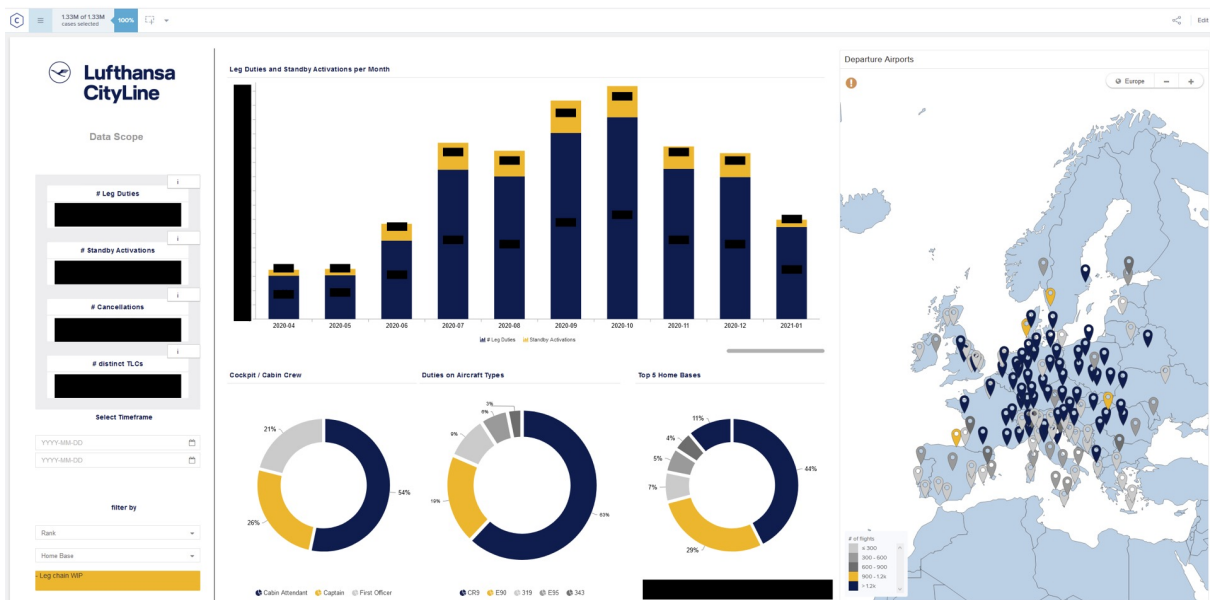 C
1.33M of 1.33M
cases selected
100%
Edit
Lufthansa
CityLine
Data Scope
i
# Leg Duties
i
# Standby Activations
i
# Cancellations
i
# distinct TLCs
Select Timeframe
YYYY-MM-DD
YYYY-MM-DD
filter by
Rank
Home Base
- Leg chain WIP
Leg Duties and Standby Activations per Month
2020-04 2020-05 2020-06 2020-07 2020-08 2020-09 2020-10 2020-11 2020-12 2021-01
# Leg Duties Standby Activations
Cockpit / Cabin Crew
21%
54%
26%
Cabin Attendant Captain First Officer
Duties on Aircraft Types
3%
6%
9%
19%
63%
CR9 E90 319 E95 343
Top 5 Home Bases
11%
4%
5%
7%
44%
29%
Departure Airports
!
Europe - +
# of flights
≤ 300
300 - 600
600 - 900
900 - 1.2k
> 1.2k